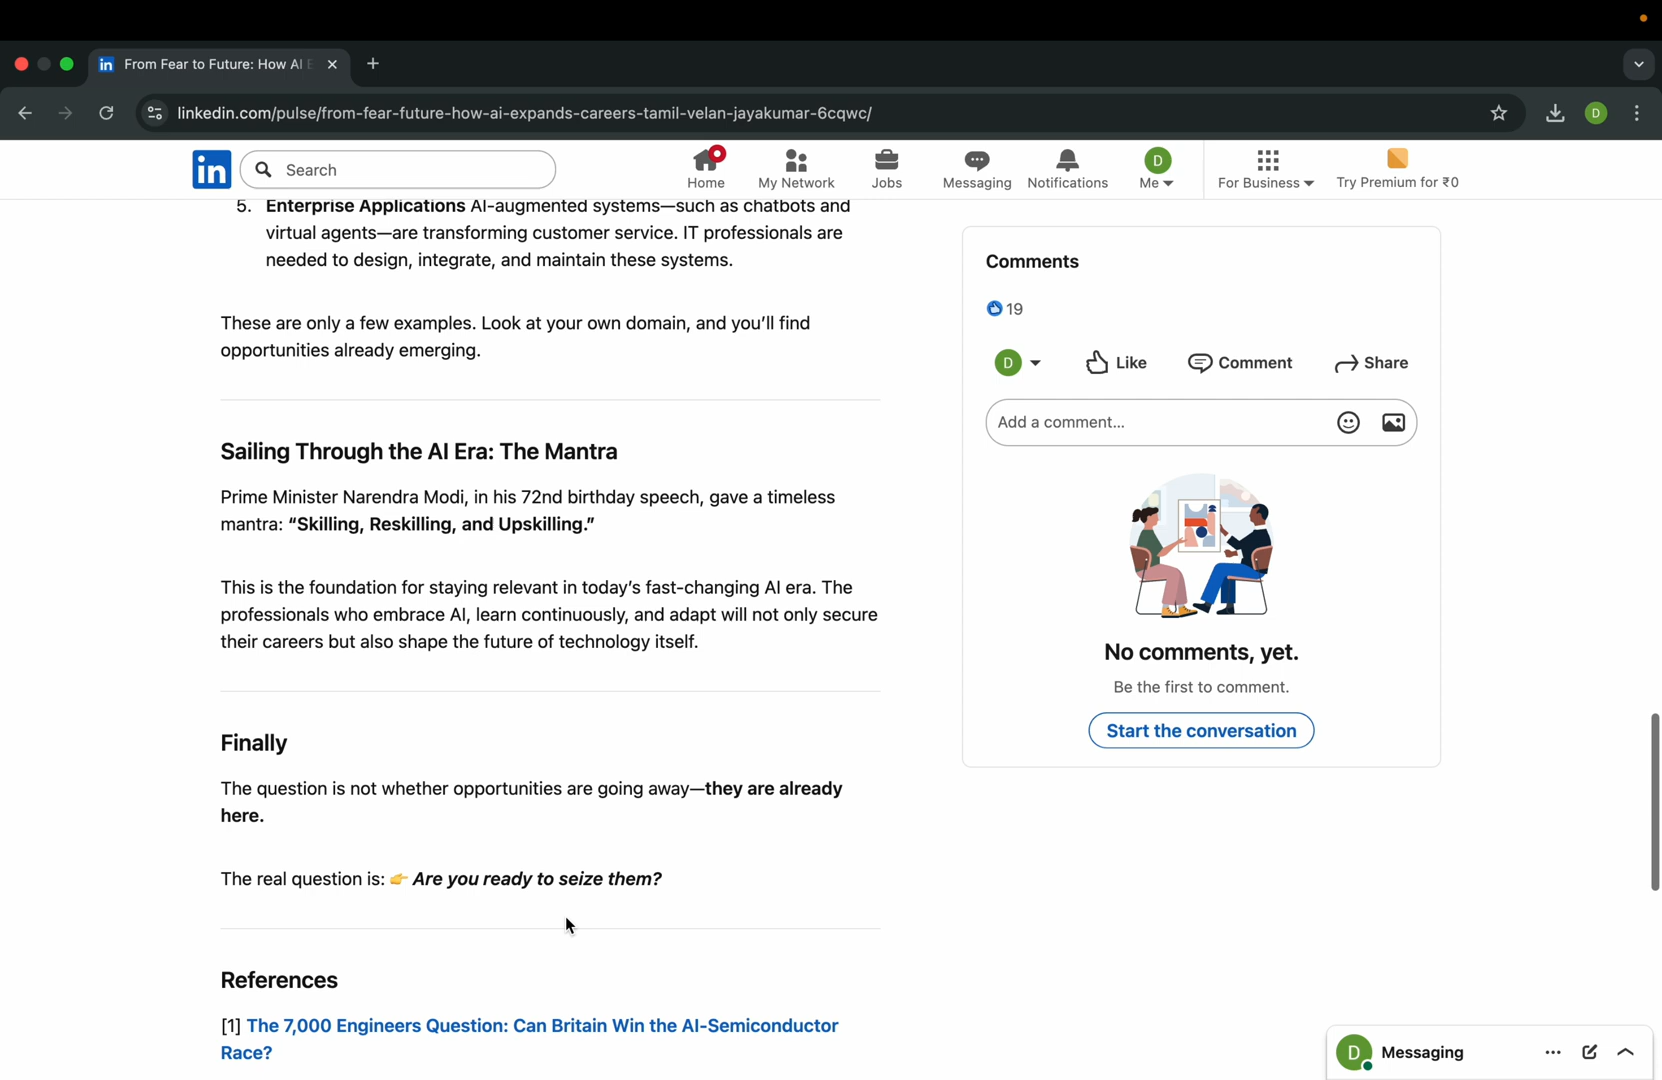 From Fear to Future: How AI E
linkedin.com/pulse/from-fear-future-how-ai-expands-careers-tamil-velan-jayakumar-6cqwc/
D
in
Search
Home
My Network
Jobs
Messaging
Notifications
D
Me
For Business
Try Premium for ₹0
5. Enterprise Applications AI-augmented systems—such as chatbots and
virtual agents—are transforming customer service. IT professionals are
needed to design, integrate, and maintain these systems.
These are only a few examples. Look at your own domain, and you'll find
opportunities already emerging.
Sailing Through the AI Era: The Mantra
Prime Minister Narendra Modi, in his 72nd birthday speech, gave a timeless
mantra: “Skilling, Reskilling, and Upskilling.”
This is the foundation for staying relevant in today's fast-changing AI era. The
professionals who embrace AI, learn continuously, and adapt will not only secure
their careers but also shape the future of technology itself.
Finally
The question is not whether opportunities are going away—they are already
here.
The real question is: 👉 Are you ready to seize them?
References
[1] The 7,000 Engineers Question: Can Britain Win the AI-Semiconductor
Race?
Comments
19
D
Like
Comment
Share
Add a comment...
No comments, yet.
Be the first to comment.
Start the conversation
D
Messaging